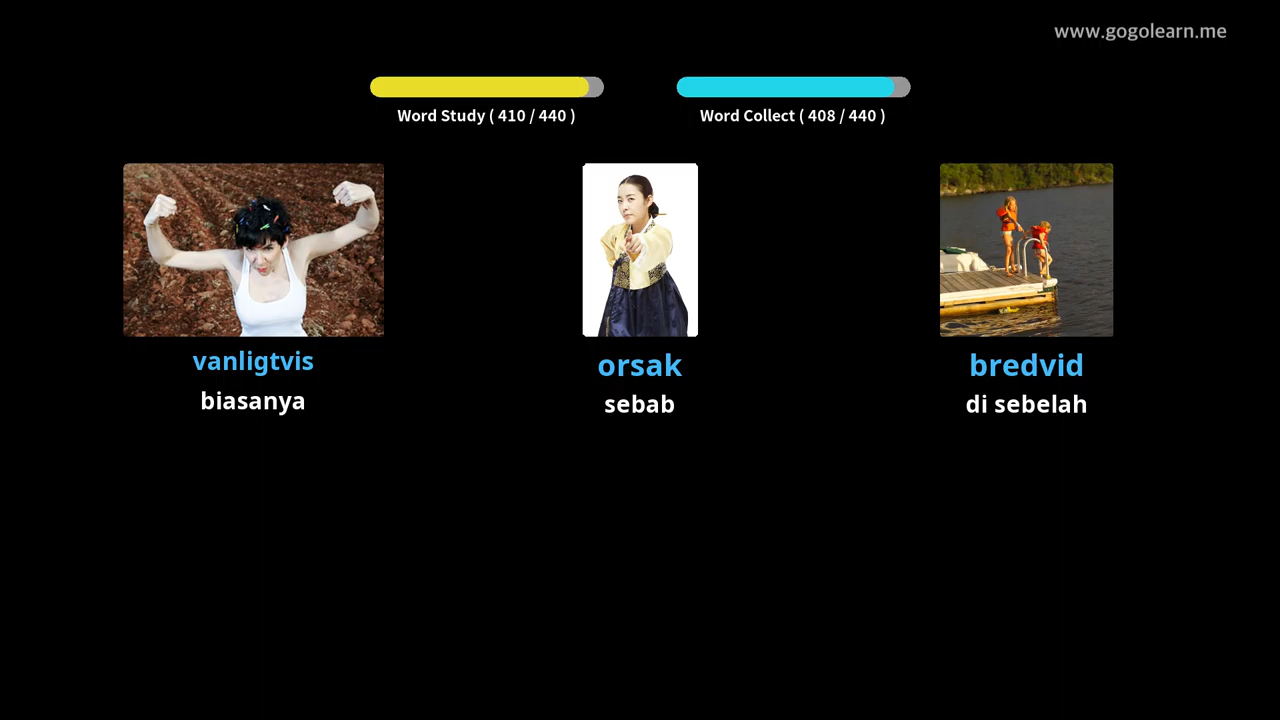 www.gogolearn.me
Word Study ( 410 / 440 )
Word Collect ( 408 / 440 )
vanligtvis
biasanya
orsak
sebab
bredvid
di sebelah